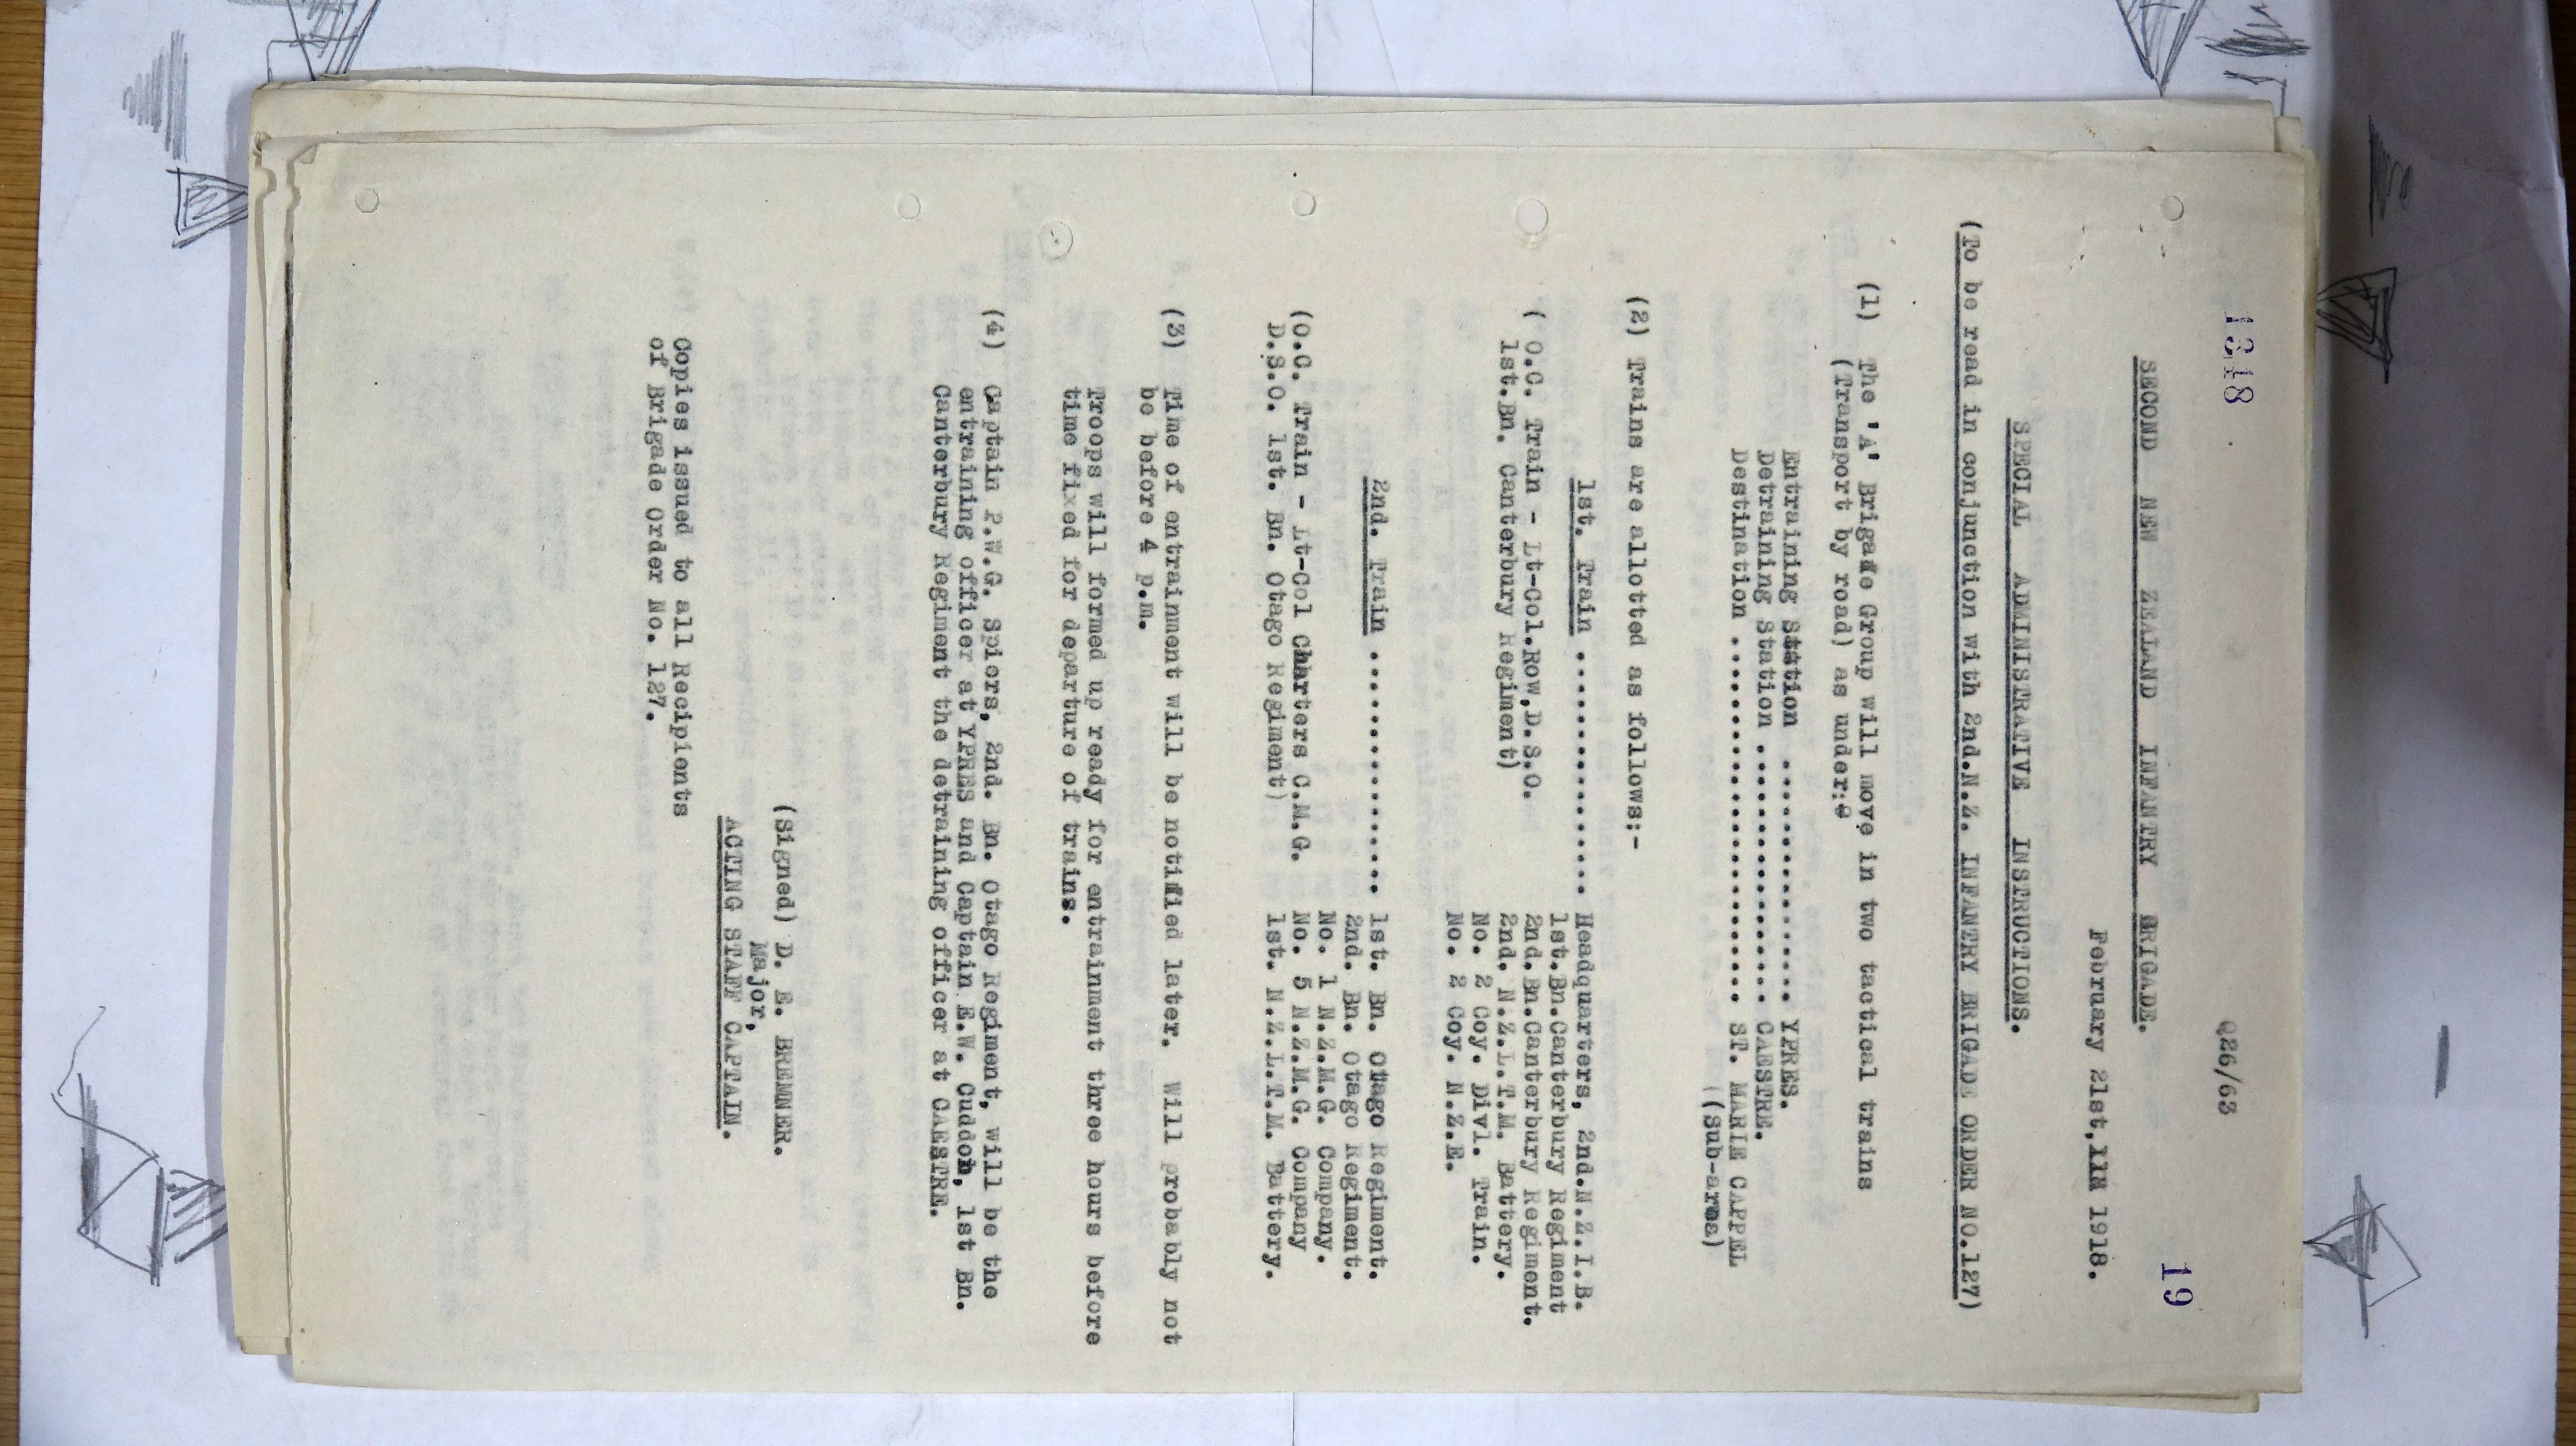 1348
Q26/63
19
SECOND NEW ZEALAND INFANTRY BRIGADE.
February 21st, 1918.
SPECIAL ADMINISTRATIVE INSTRUCTIONS.
(To be read in conjunction with 2nd.N.Z. INFANTRY BRIGADE ORDER NO.127)
(1) The 'A' Brigade Group will move in two tactical trains
(Transport by road) as under:
Entraining Station .................. YPRES.
Detraining Station .................. CAESTRE.
Destination .......................... ST. MARIE CAPPEL
(Sub-area)
(2) Trains are allotted as follows:-
1st. Train ................. Headquarters, 2nd.N.Z.I.B.
1st.Bn.Canterbury Regiment
( O.C. Train - Lt-Col.Row,D.S.O. 2nd.Bn.Canterbury Regiment.
1st.Bn. Canterbury Regiment) 2nd. N.Z.L.T.M. Battery.
No. 2 Coy. Divl. Train.
No. 2 Coy. N.Z.E.
2nd. Train ................. 1st. Bn. Otago Regiment.
2nd. Bn. Otago Regiment.
No. 1 N.Z.M.G. Company.
(O.C. Train - Lt-Col Charters C.M.G. No. 5 N.Z.M.G. Company
D.S.O. 1st. Bn. Otago Regiment) 1st. N.Z.L.T.M. Battery.
(3) Time of entrainment will be notified later. Will probably not
be before 4 p.m.
Troops will formed up ready for entrainment three hours before
time fixed for departure of trains.
(4) Captain P.W.G. Spiers, 2nd. Bn. Otago Regiment, will be the
entraining officer at YPRES and Captain E.W. Cuddon, 1st Bn.
Canterbury Regiment the detraining officer at CAESTRE.
(Signed) D. E. BREMNER.
Major,
ACTING STAFF CAPTAIN.
Copies issued to all Recipients
of Brigade Order No. 127.